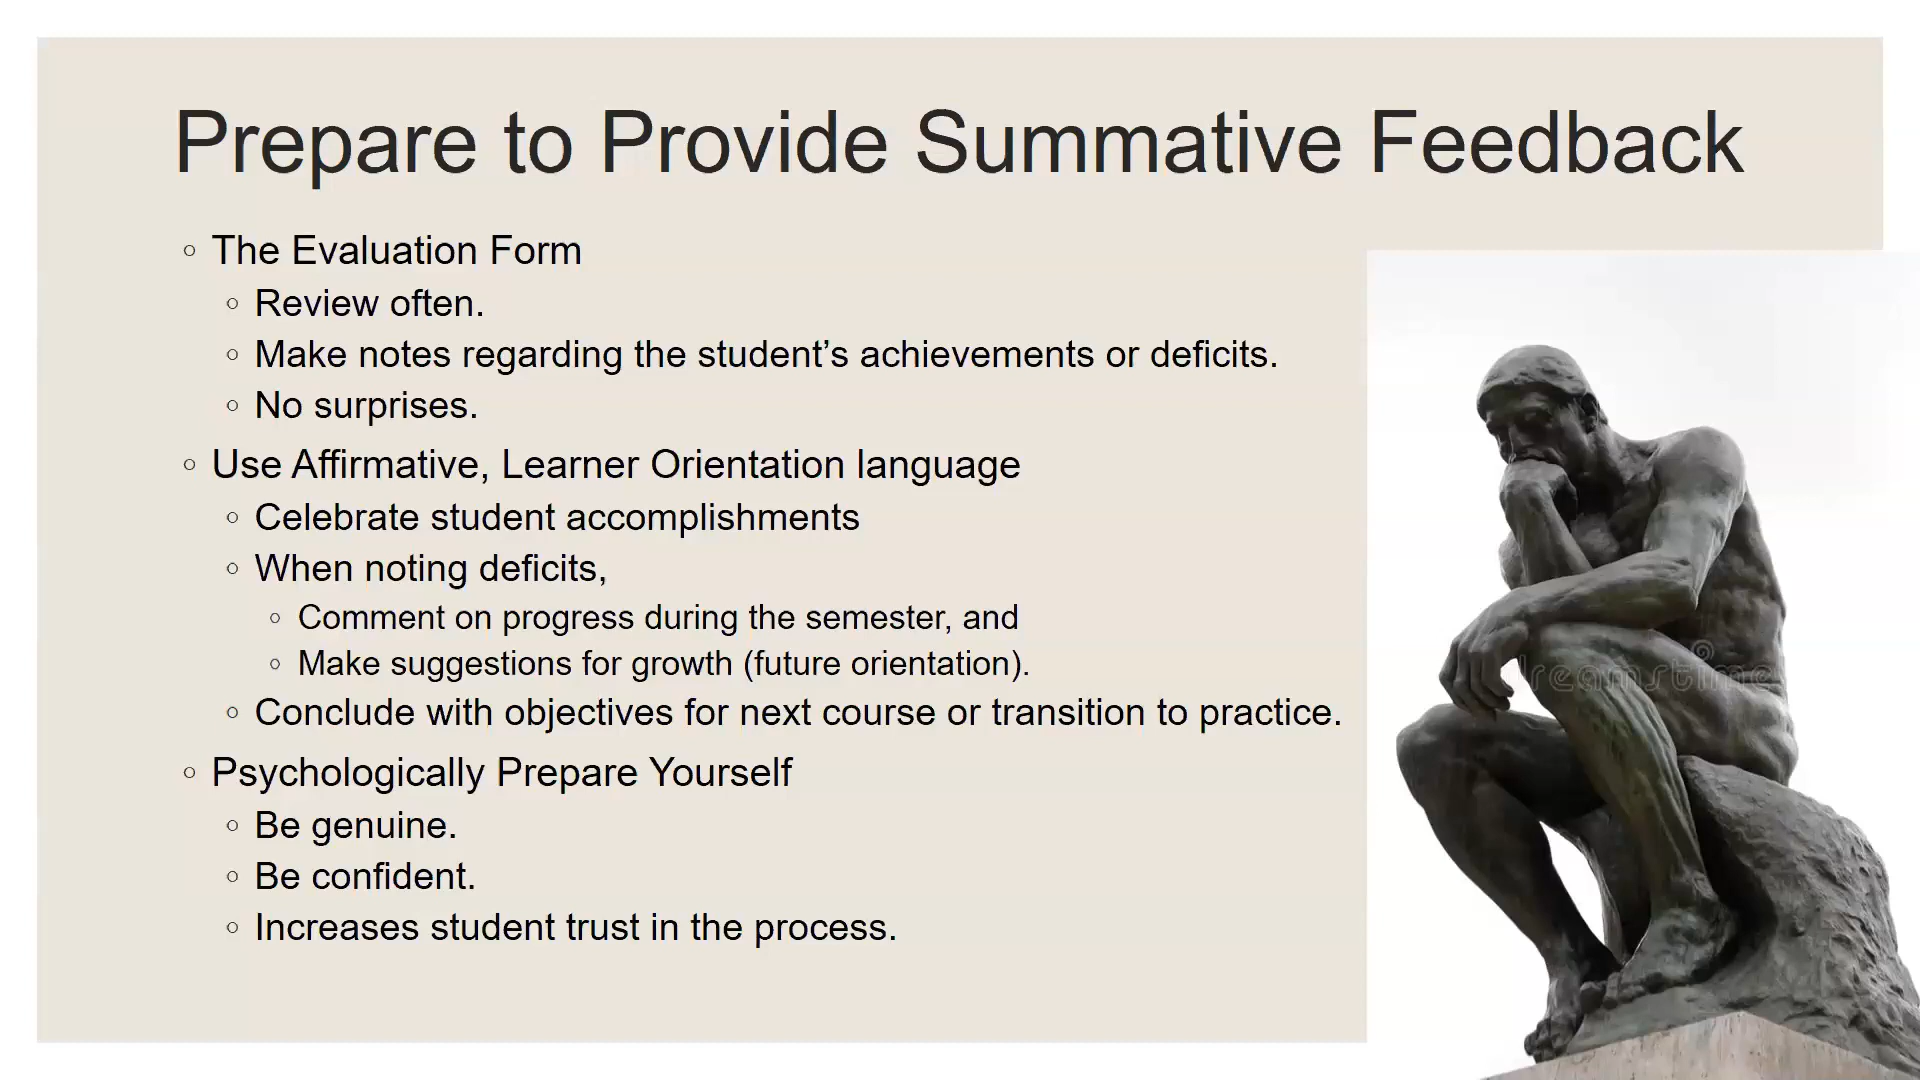 Prepare to Provide Summative Feedback
The Evaluation Form
Review often.
Make notes regarding the student’s achievements or deficits.
No surprises.
Use Affirmative, Learner Orientation language
Celebrate student accomplishments
When noting deficits,
Comment on progress during the semester, and
Make suggestions for growth (future orientation).
Conclude with objectives for next course or transition to practice.
Psychologically Prepare Yourself
Be genuine.
Be confident.
Increases student trust in the process.
dreamstime